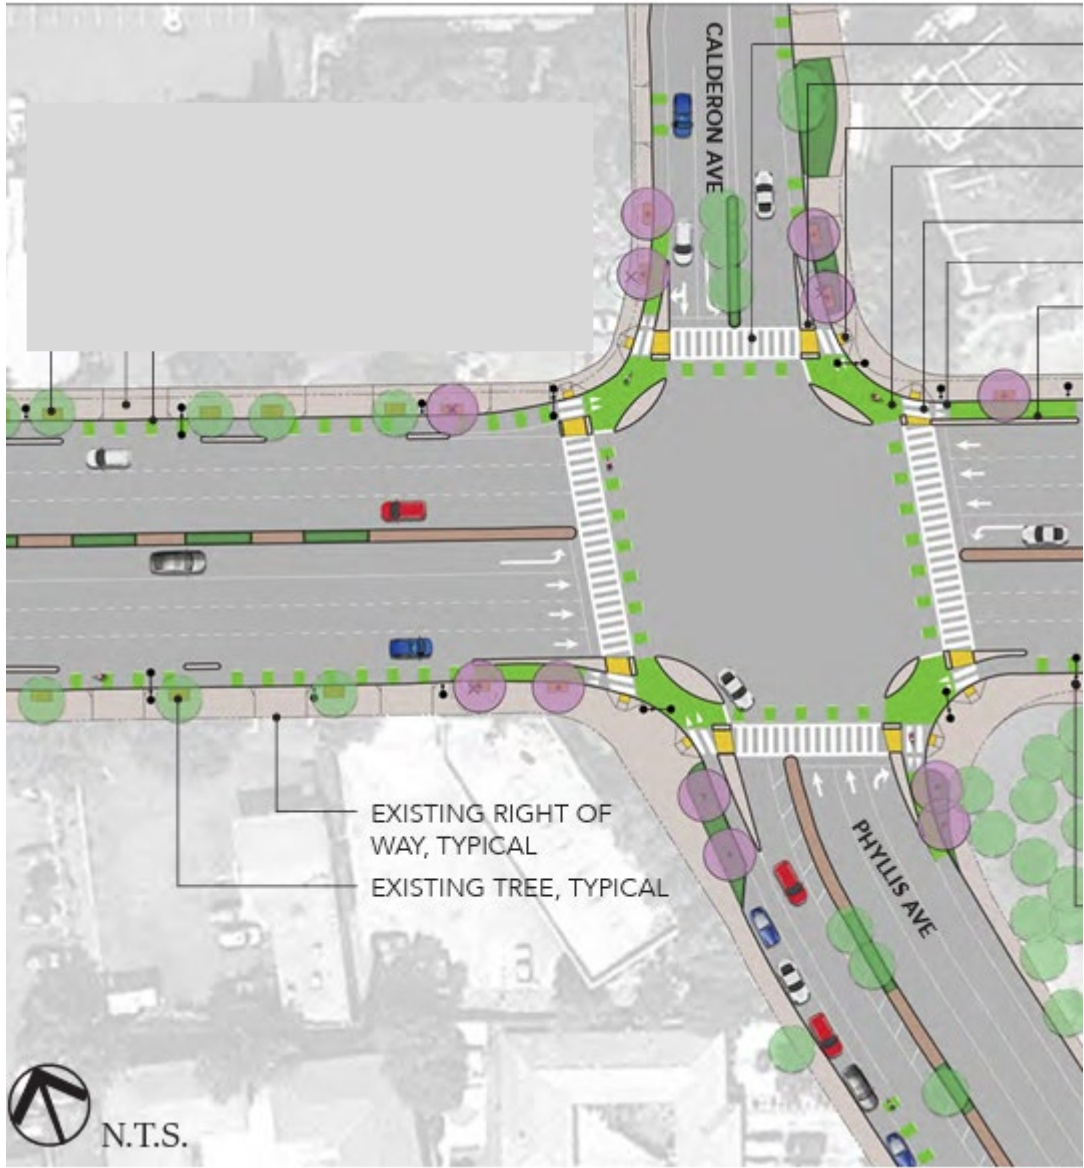 CALDERON AVE
EXISTING RIGHT OF
WAY, TYPICAL
EXISTING TREE, TYPICAL
PHYLLIS AVE
N.T.S.